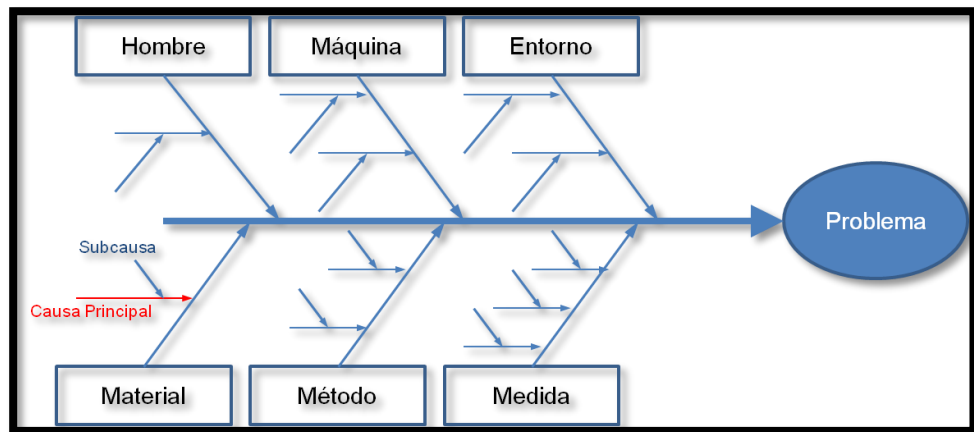 Hombre
Máquina
Entorno
Problema
Subcausa
Causa Principal
Material
Método
Medida